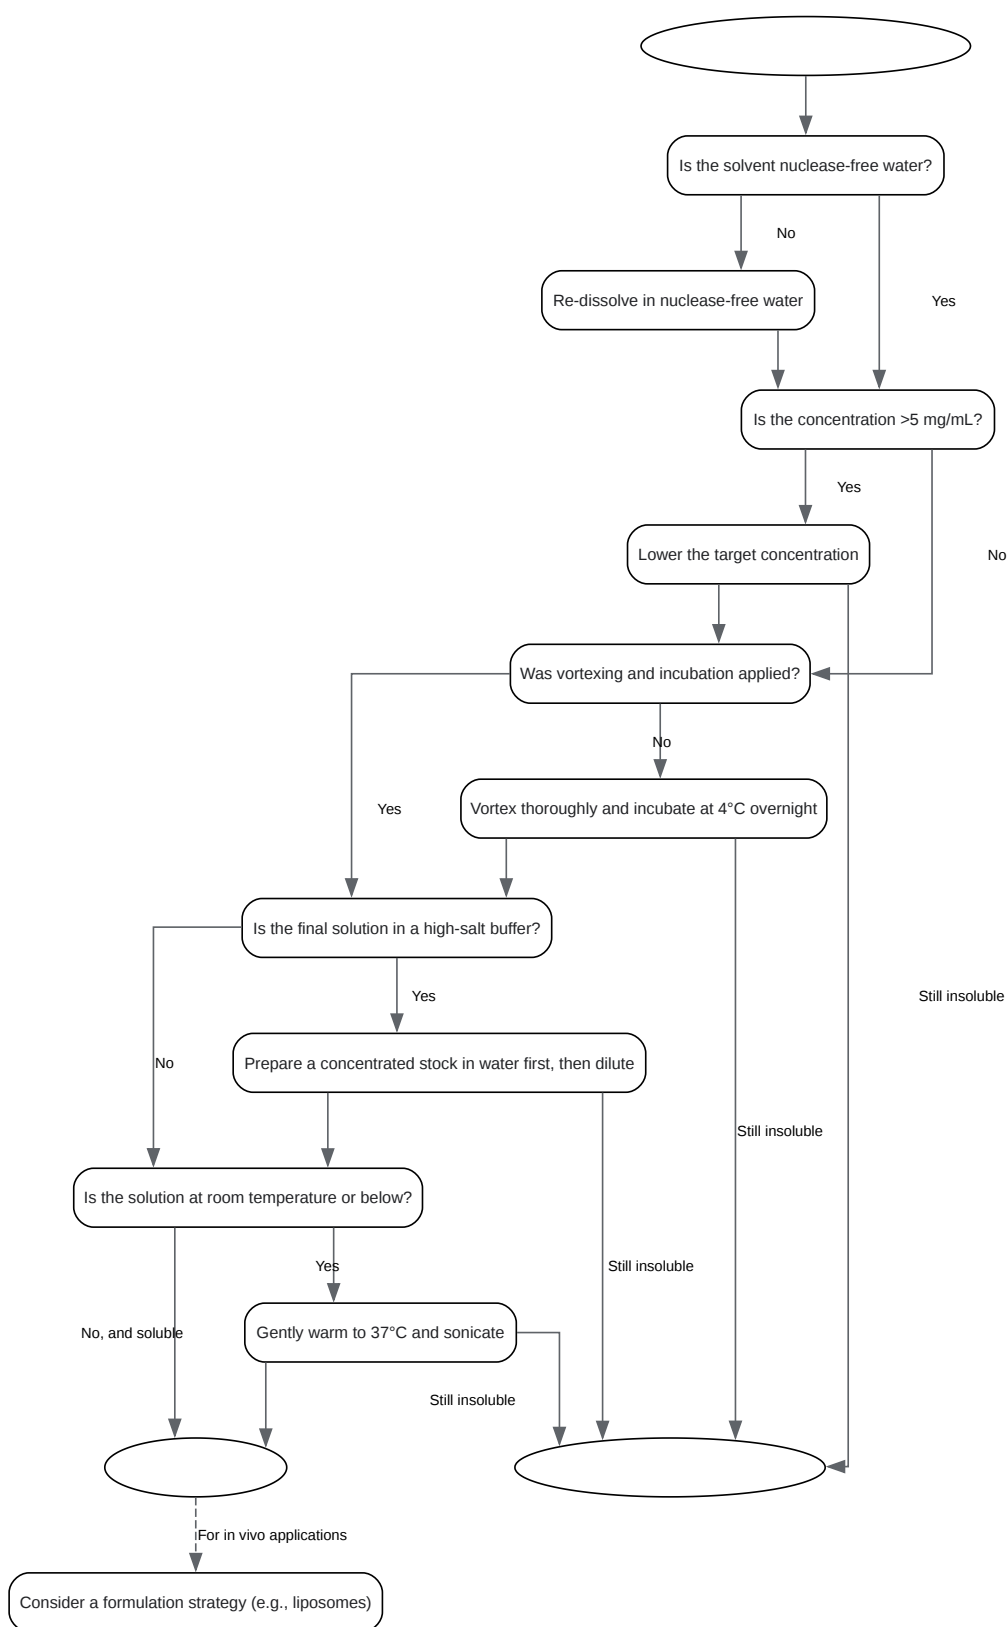 Is the solvent nuclease-free water?
No
Re-dissolve in nuclease-free water
Yes
Is the concentration >5 mg/mL?
Yes
Lower the target concentration
No
Was vortexing and incubation applied?
No
Vortex thoroughly and incubate at 4°C overnight
Yes
Is the final solution in a high-salt buffer?
Yes
Still insoluble
Prepare a concentrated stock in water first, then dilute
No
Still insoluble
Is the solution at room temperature or below?
Yes
Still insoluble
Gently warm to 37°C and sonicate
No, and soluble
Still insoluble
For in vivo applications
Consider a formulation strategy (e.g., liposomes)